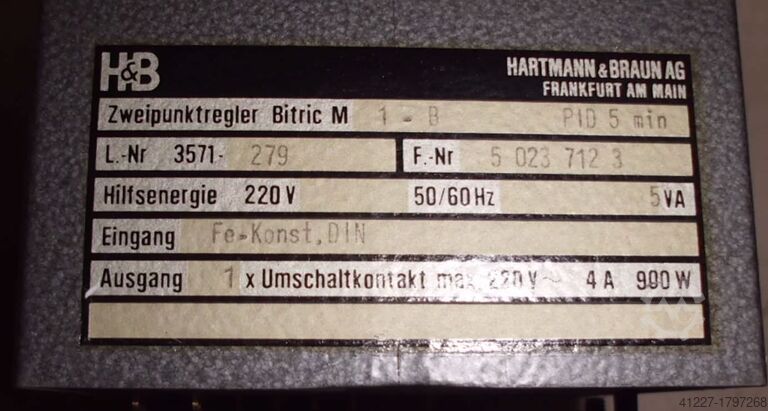 H&B HARTMANN & BRAUN AG
FRANKFURT AM MAIN
Zweipunktregler Bitric M 1 - B PID 5 min
L.-Nr 3571- 279 F.-Nr 5 023 712 3
Hilfsenergie 220 V 50/60 Hz 5 VA
Eingang Fe-Konst, DIN
Ausgang 1 x Umschaltkontakt max. 220 V~ 4 A 900 W
41227-1797268